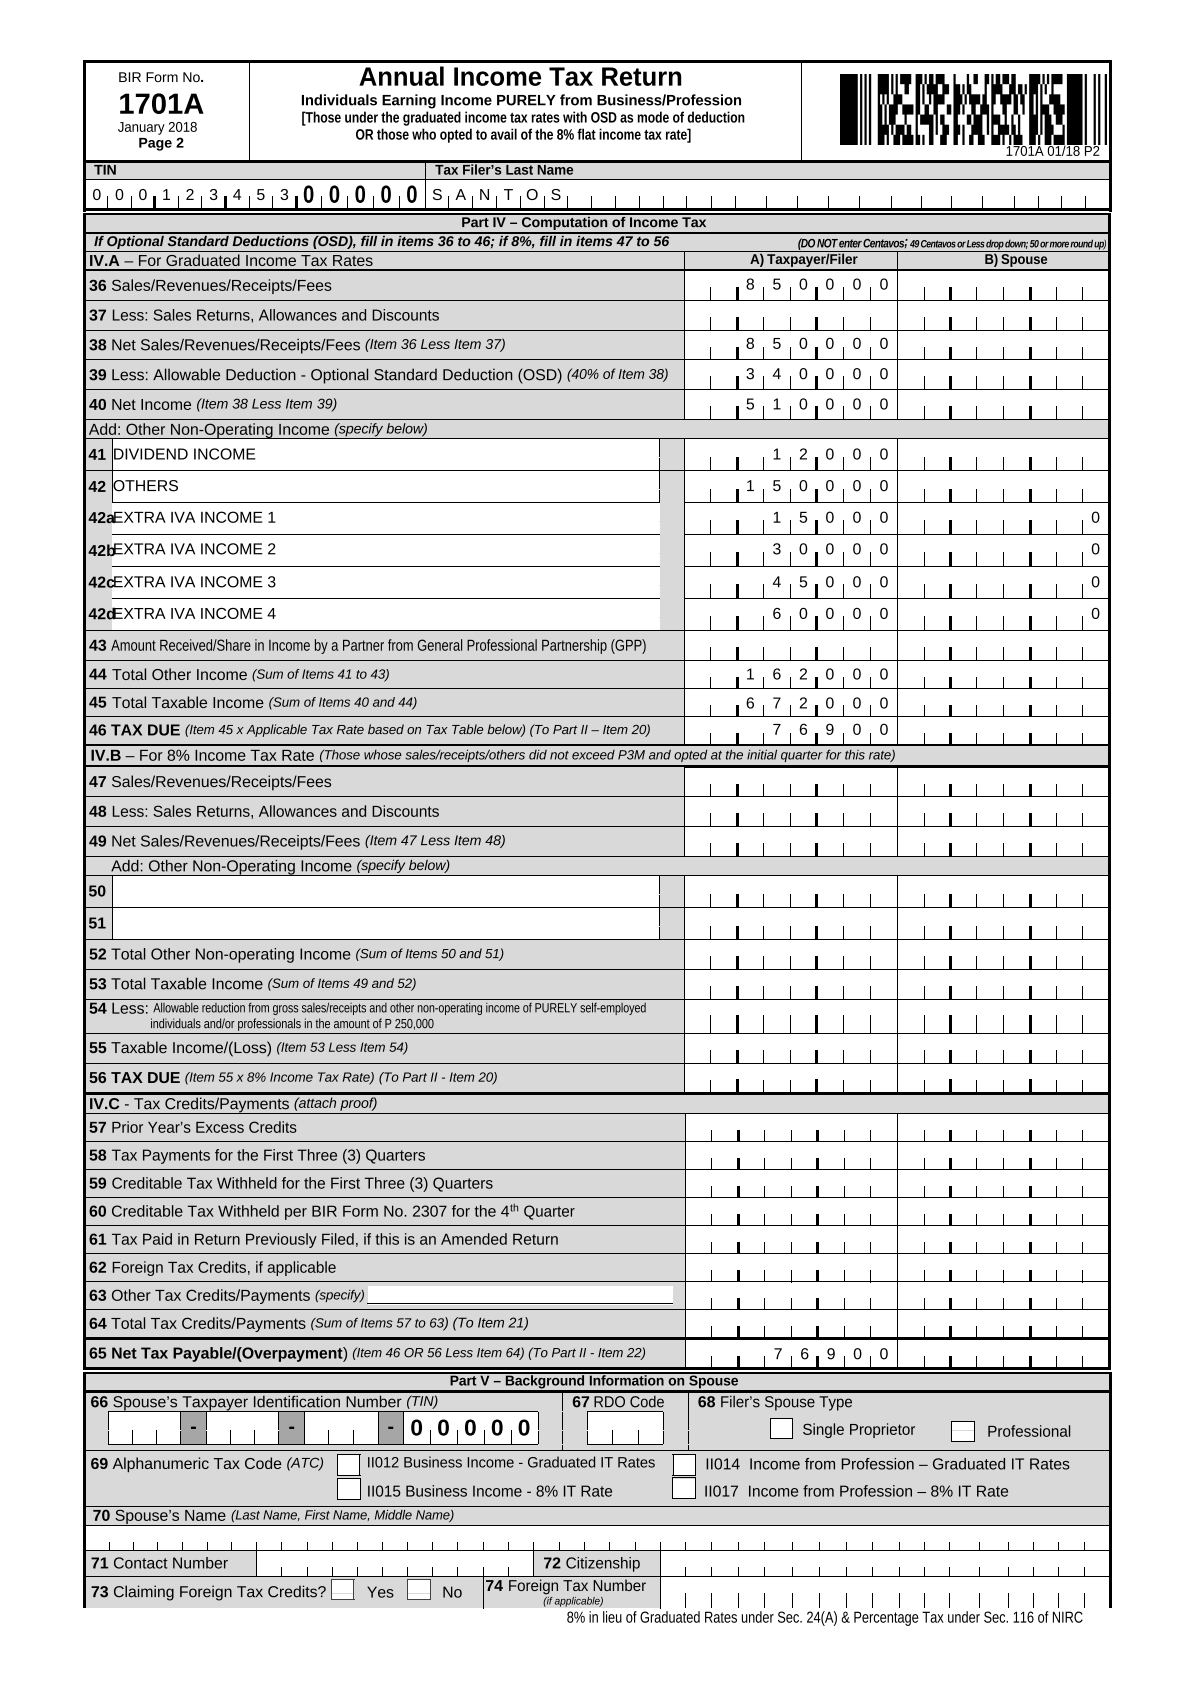 BIR Form No.
1701A
January 2018
Page 2
Annual Income Tax Return
Individuals Earning Income PURELY from Business/Profession
[Those under the graduated income tax rates with OSD as mode of deduction
OR those who opted to avail of the 8% flat income tax rate]
1701A 01/18 P2
TIN Tax Filer's Last Name
0 0 0 1 2 3 4 5 3 0 0 0 0 0 S A N T O S
Part IV – Computation of Income Tax
If Optional Standard Deductions (OSD), fill in items 36 to 46; if 8%, fill in items 47 to 56 (DO NOT enter Centavos; 49 Centavos or Less drop down; 50 or more round up)
IV.A – For Graduated Income Tax Rates A) Taxpayer/Filer B) Spouse
36 Sales/Revenues/Receipts/Fees 8 5 0 0 0 0
37 Less: Sales Returns, Allowances and Discounts
38 Net Sales/Revenues/Receipts/Fees (Item 36 Less Item 37) 8 5 0 0 0 0
39 Less: Allowable Deduction - Optional Standard Deduction (OSD) (40% of Item 38) 3 4 0 0 0 0
40 Net Income (Item 38 Less Item 39) 5 1 0 0 0 0
Add: Other Non-Operating Income (specify below)
41 DIVIDEND INCOME 1 2 0 0 0
42 OTHERS 1 5 0 0 0 0
42a EXTRA IVA INCOME 1 1 5 0 0 0 0
42b EXTRA IVA INCOME 2 3 0 0 0 0 0
42c EXTRA IVA INCOME 3 4 5 0 0 0 0
42d EXTRA IVA INCOME 4 6 0 0 0 0 0
43 Amount Received/Share in Income by a Partner from General Professional Partnership (GPP)
44 Total Other Income (Sum of Items 41 to 43) 1 6 2 0 0 0
45 Total Taxable Income (Sum of Items 40 and 44) 6 7 2 0 0 0
46 TAX DUE (Item 45 x Applicable Tax Rate based on Tax Table below) (To Part II – Item 20) 7 6 9 0 0
IV.B – For 8% Income Tax Rate (Those whose sales/receipts/others did not exceed P3M and opted at the initial quarter for this rate)
47 Sales/Revenues/Receipts/Fees
48 Less: Sales Returns, Allowances and Discounts
49 Net Sales/Revenues/Receipts/Fees (Item 47 Less Item 48)
Add: Other Non-Operating Income (specify below)
50
51
52 Total Other Non-operating Income (Sum of Items 50 and 51)
53 Total Taxable Income (Sum of Items 49 and 52)
54 Less: Allowable reduction from gross sales/receipts and other non-operating income of PURELY self-employed
individuals and/or professionals in the amount of P 250,000
55 Taxable Income/(Loss) (Item 53 Less Item 54)
56 TAX DUE (Item 55 x 8% Income Tax Rate) (To Part II - Item 20)
IV.C - Tax Credits/Payments (attach proof)
57 Prior Year's Excess Credits
58 Tax Payments for the First Three (3) Quarters
59 Creditable Tax Withheld for the First Three (3) Quarters
60 Creditable Tax Withheld per BIR Form No. 2307 for the 4th Quarter
61 Tax Paid in Return Previously Filed, if this is an Amended Return
62 Foreign Tax Credits, if applicable
63 Other Tax Credits/Payments (specify)
64 Total Tax Credits/Payments (Sum of Items 57 to 63) (To Item 21)
65 Net Tax Payable/(Overpayment) (Item 46 OR 56 Less Item 64) (To Part II - Item 22) 7 6 9 0 0
Part V – Background Information on Spouse
66 Spouse's Taxpayer Identification Number (TIN) 67 RDO Code 68 Filer's Spouse Type
- - - 0 0 0 0 0 Single Proprietor Professional
69 Alphanumeric Tax Code (ATC) II012 Business Income - Graduated IT Rates II014 Income from Profession – Graduated IT Rates
II015 Business Income - 8% IT Rate II017 Income from Profession – 8% IT Rate
70 Spouse's Name (Last Name, First Name, Middle Name)
71 Contact Number 72 Citizenship
73 Claiming Foreign Tax Credits? Yes No 74 Foreign Tax Number
(if applicable)
8% in lieu of Graduated Rates under Sec. 24(A) & Percentage Tax under Sec. 116 of NIRC